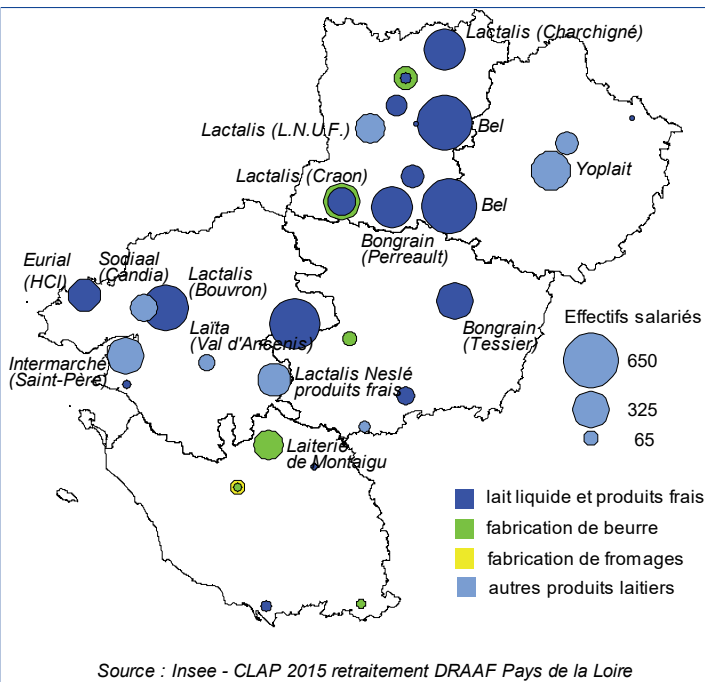 Lactalis (Charchigné)
Lactalis (L.N.U.F.)
Bel
Yoplait
Lactalis (Craon)
Bel
Bongrain
(Perreault)
Eurial
(HCI)
Sodiaal
(Candia)
Lactalis
(Bouvron)
Laïta
(Val d'Ancenis)
Bongrain
(Tessier)
Intermarché
(Saint-Père)
Lactalis Neslé
produits frais
Laiterie
de Montaigu
Effectifs salariés
650
325
65
lait liquide et produits frais
fabrication de beurre
fabrication de fromages
autres produits laitiers
Source : Insee - CLAP 2015 retraitement DRAAF Pays de la Loire